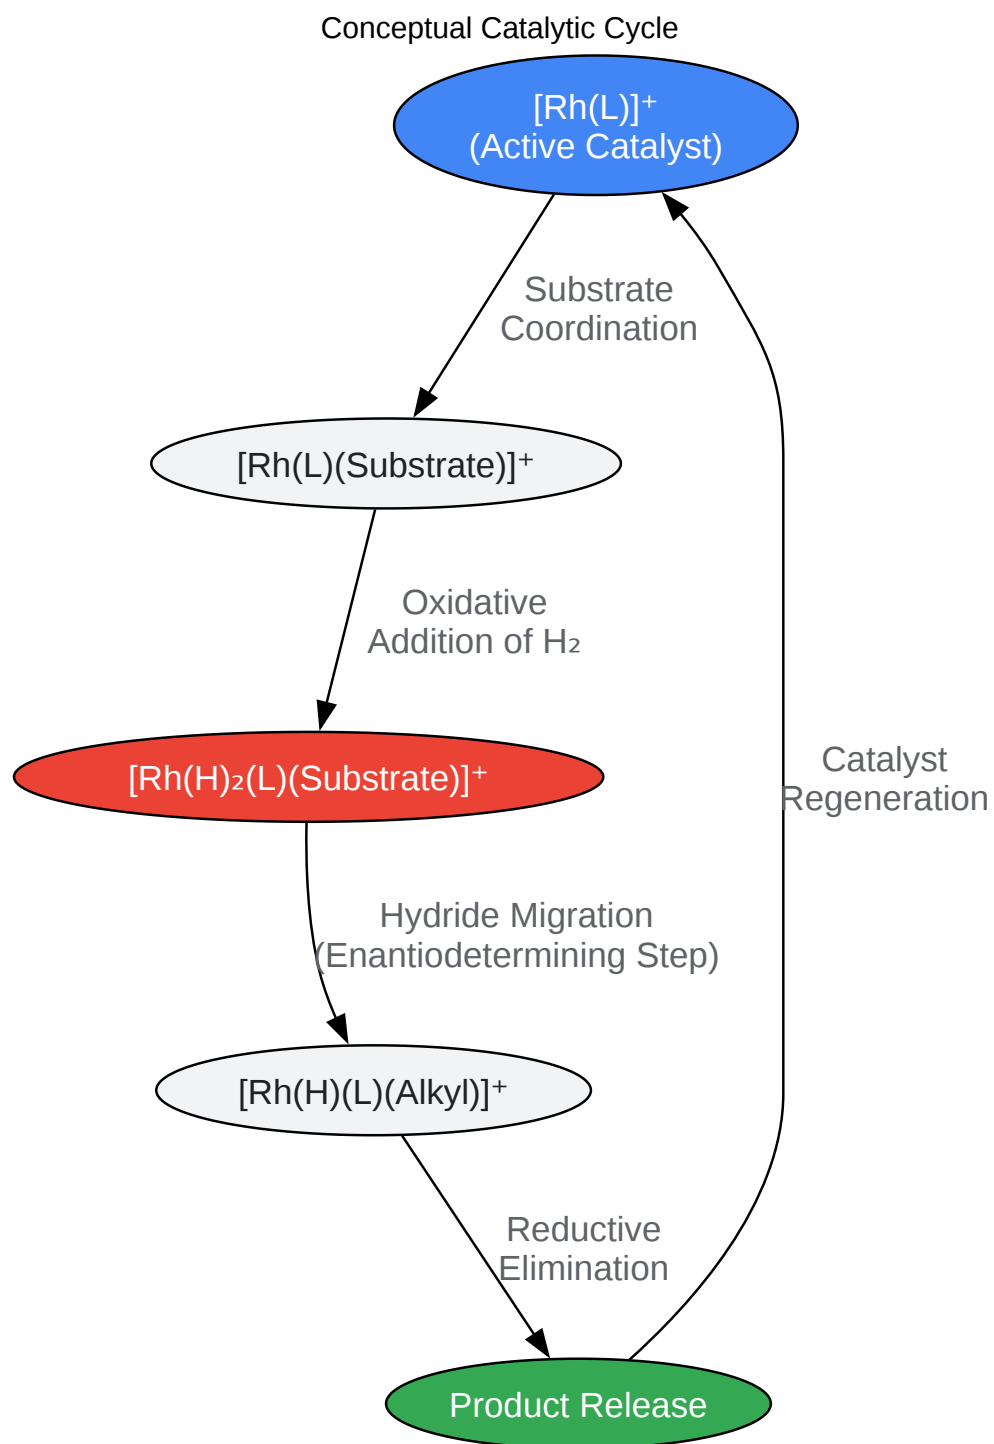 Conceptual Catalytic Cycle
[Rh(L)]⁺
(Active Catalyst)
Substrate
Coordination
[Rh(L)(Substrate)]⁺
Oxidative
Addition of H₂
[Rh(H)₂(L)(Substrate)]⁺
Catalyst
Regeneration
Hydride Migration
(Enantiodetermining Step)
[Rh(H)(L)(Alkyl)]⁺
Reductive
Elimination
Product Release